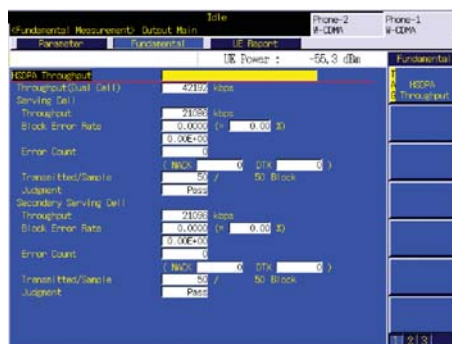 Idle
<Fundamental Measurement> Output Main
Phone-2 Phone-1
W-CDMA W-CDMA
Parameter Fundamental UE Report
UE Power : -55.3 dBm
Fundamental
HSDPA Throughput
HSDPA
Throughput
Throughput(Dual Cell) kbps
Serving Cell
Throughput 21096 kbps
Block Error Rate 0.0000 (= 0.00 %)
0.00E+00
Error Count 0
( NACK 0 DTX 0 )
Transmitted/Sample 50 / 50 Block
Judgment Pass
Secondary Serving Cell
Throughput 21096 kbps
Block Error Rate 0.0000 (= 0.00 %)
0.00E+00
Error Count 0
( NACK 0 DTX 0 )
Transmitted/Sample 50 / 50 Block
Judgment Pass
1 2 3